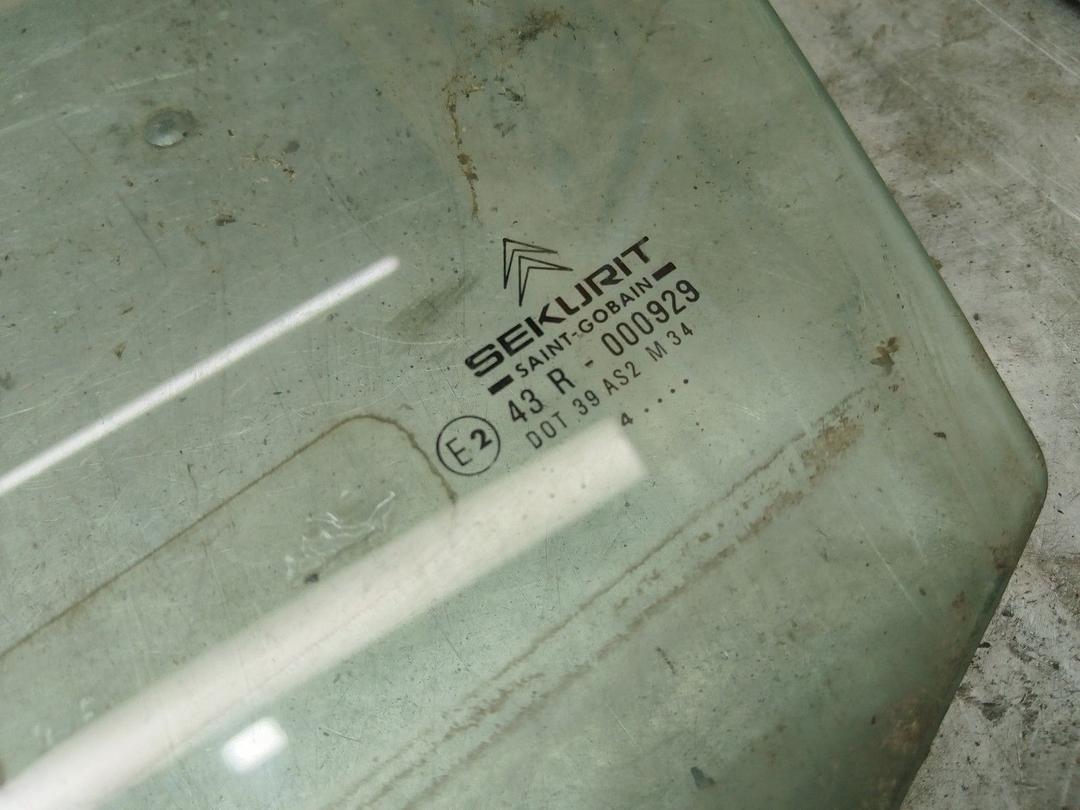 SEKURIT
SAINT-GOBAIN
43 R - 000929
E2
DOT 39 AS2 M 34
4 ....